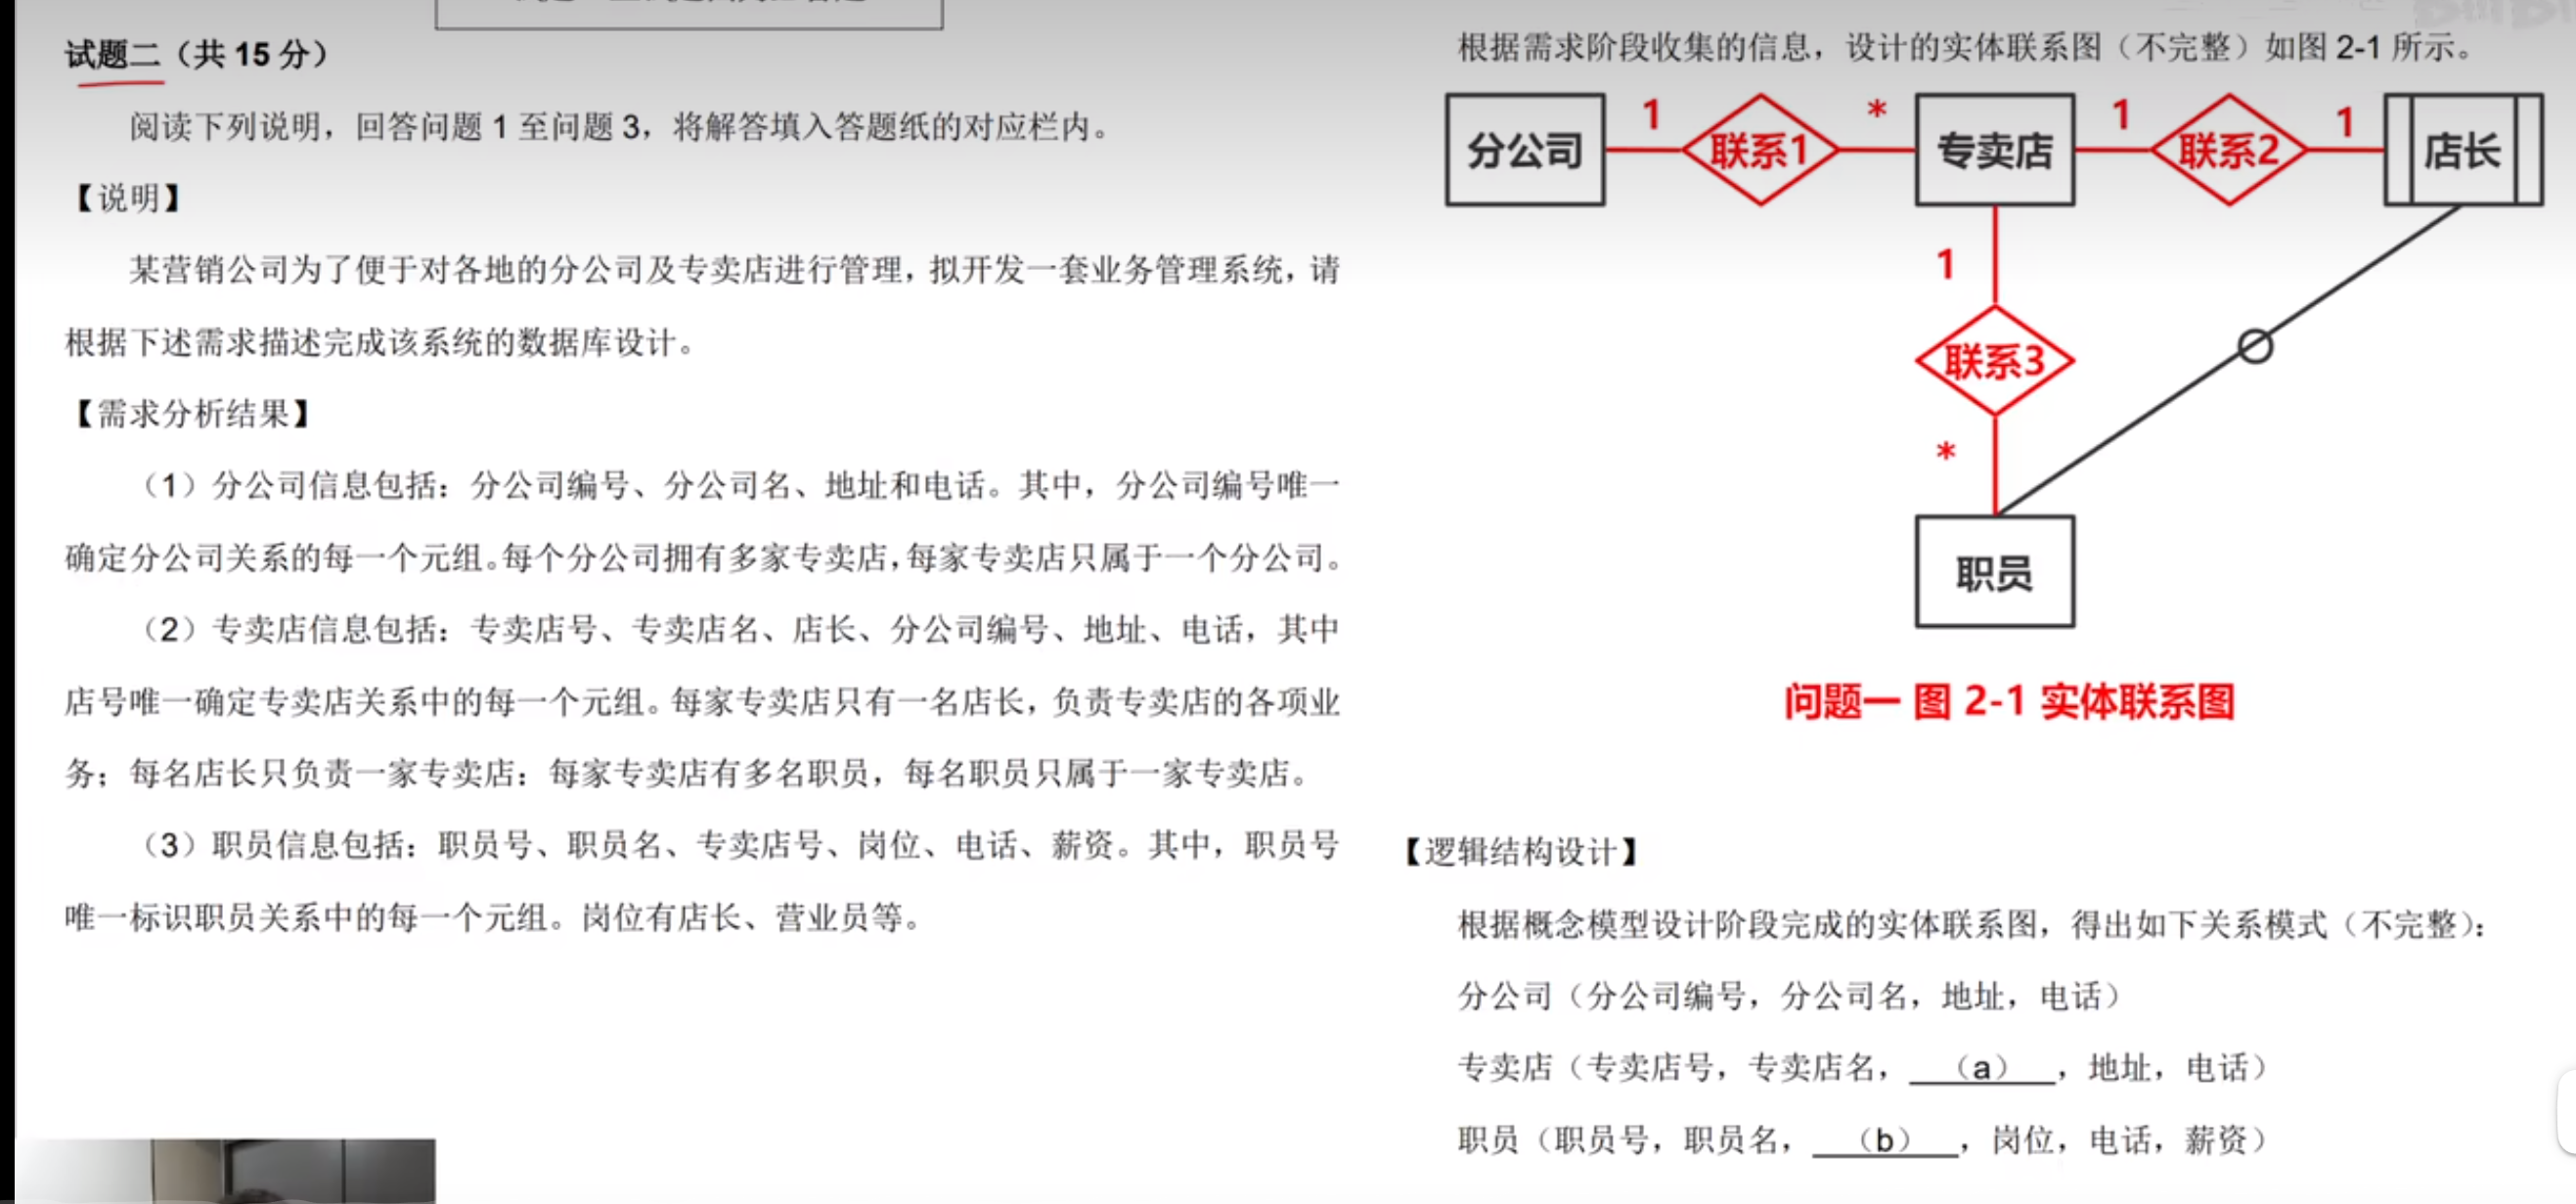 试题二（共 15 分）
阅读下列说明，回答问题 1 至问题 3，将解答填入答题纸的对应栏内。
【说明】
某营销公司为了便于对各地的分公司及专卖店进行管理，拟开发一套业务管理系统，请
根据下述需求描述完成该系统的数据库设计。
【需求分析结果】
（1）分公司信息包括：分公司编号、分公司名、地址和电话。其中，分公司编号唯一
确定分公司关系的每一个元组。每个分公司拥有多家专卖店，每家专卖店只属于一个分公司。
（2）专卖店信息包括：专卖店号、专卖店名、店长、分公司编号、地址、电话，其中
店号唯一确定专卖店关系中的每一个元组。每家专卖店只有一名店长，负责专卖店的各项业
务；每名店长只负责一家专卖店：每家专卖店有多名职员，每名职员只属于一家专卖店。
（3）职员信息包括：职员号、职员名、专卖店号、岗位、电话、薪资。其中，职员号
唯一标识职员关系中的每一个元组。岗位有店长、营业员等。
根据需求阶段收集的信息，设计的实体联系图（不完整）如图 2-1 所示。
分公司 1 联系1 * 专卖店 1 联系2 1 店长
1
联系3
*
职员
问题一 图 2-1 实体联系图
【逻辑结构设计】
根据概念模型设计阶段完成的实体联系图，得出如下关系模式（不完整）：
分公司（分公司编号，分公司名，地址，电话）
专卖店（专卖店号，专卖店名，（a），地址，电话）
职员（职员号，职员名，（b），岗位，电话，薪资）